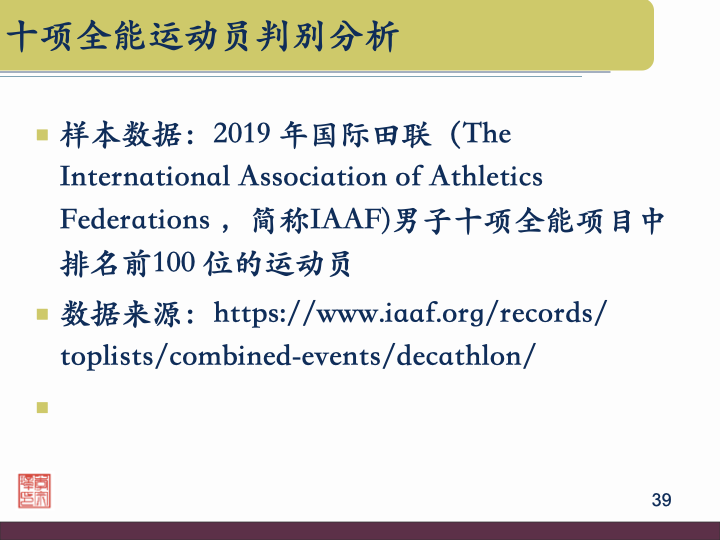 十项全能运动员判别分析
样本数据：2019 年国际田联（The
International Association of Athletics
Federations ，简称IAAF)男子十项全能项目中
排名前100 位的运动员
数据来源：https://www.iaaf.org/records/
toplists/combined-events/decathlon/
39